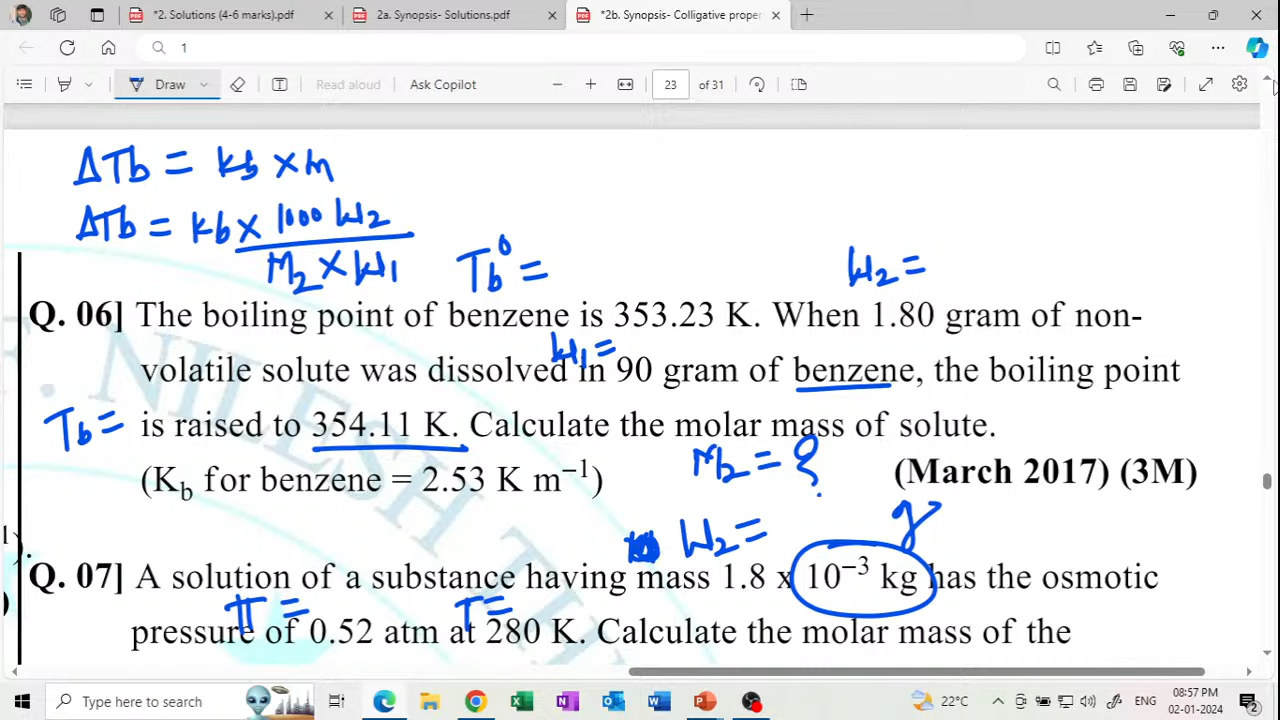 *2. Solutions (4-6 marks).pdf
2a. Synopsis- Solutions.pdf
*2b. Synopsis- Colligative proper
1
Draw
Read aloud
Ask Copilot
23 of 31
ΔTb = kb × m
ΔTb = kb × 1000 W2
M2 × W1
Tb⁰ =
W2 =
Q. 06] The boiling point of benzene is 353.23 K. When 1.80 gram of non-
W1 =
volatile solute was dissolved in 90 gram of benzene, the boiling point
Tb = is raised to 354.11 K. Calculate the molar mass of solute.
M2 = ?
(Kb for benzene = 2.53 K m⁻¹) (March 2017) (3M)
W2 =
g
Q. 07] A solution of a substance having mass 1.8 x 10⁻³ kg has the osmotic
π =
T =
pressure of 0.52 atm at 280 K. Calculate the molar mass of the
Type here to search
22°C
ENG
08:57 PM
02-01-2024
2